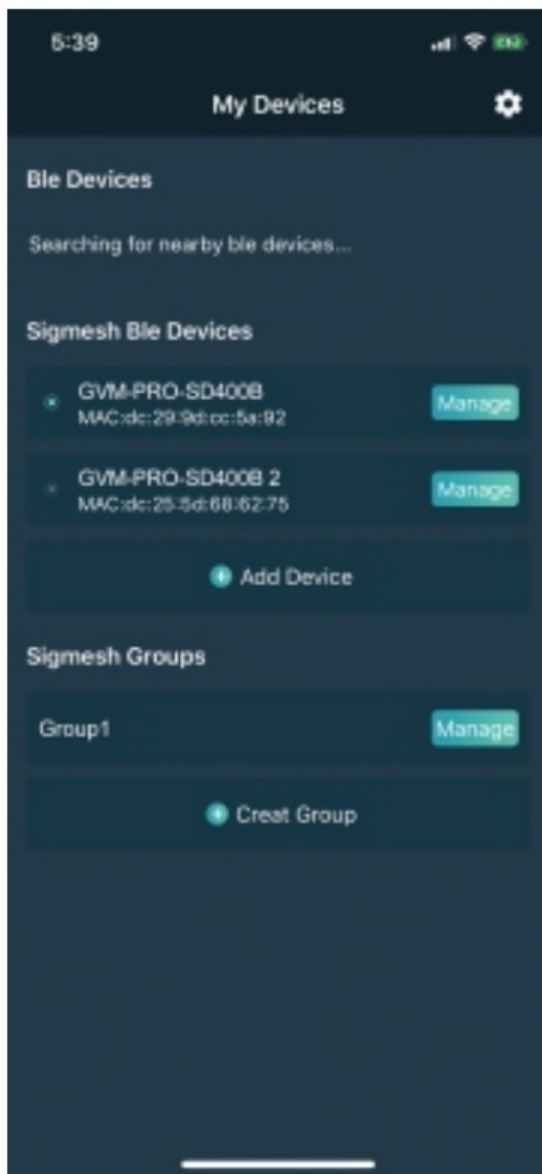 5:39
My Devices
Ble Devices
Searching for nearby ble devices...
Sigmesh Ble Devices
GVM-PRO-SD400B
MAC:dc:29:9d:cc:5a:92
Manage
GVM-PRO-SD400B 2
MAC:dc:25:5d:68:62:75
Manage
Add Device
Sigmesh Groups
Group1
Manage
Creat Group